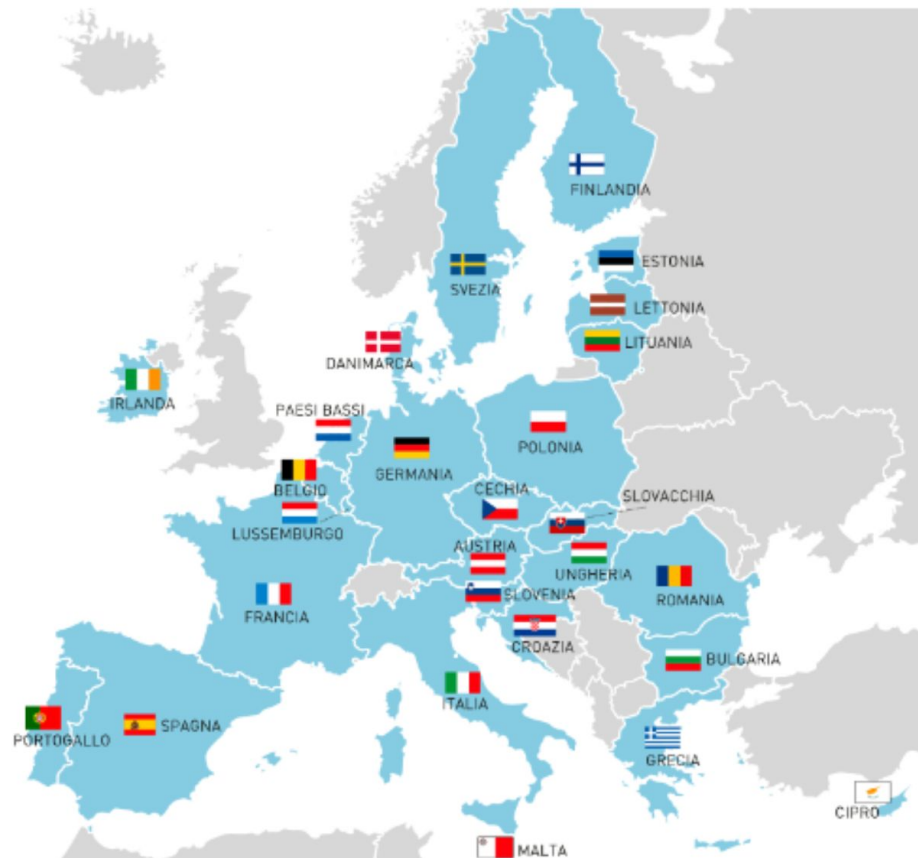 FINLANDIA
ESTONIA
SVEZIA
LETTONIA
LITUANIA
DANIMARCA
IRLANDA
PAESI BASSI
POLONIA
GERMANIA
BELGIO
CECHIA
SLOVACCHIA
LUSSEMBURGO
AUSTRIA
UNGHERIA
SLOVENIA
ROMANIA
FRANCIA
CROAZIA
BULGARIA
ITALIA
SPAGNA
PORTOGALLO
GRECIA
CIPRO
MALTA